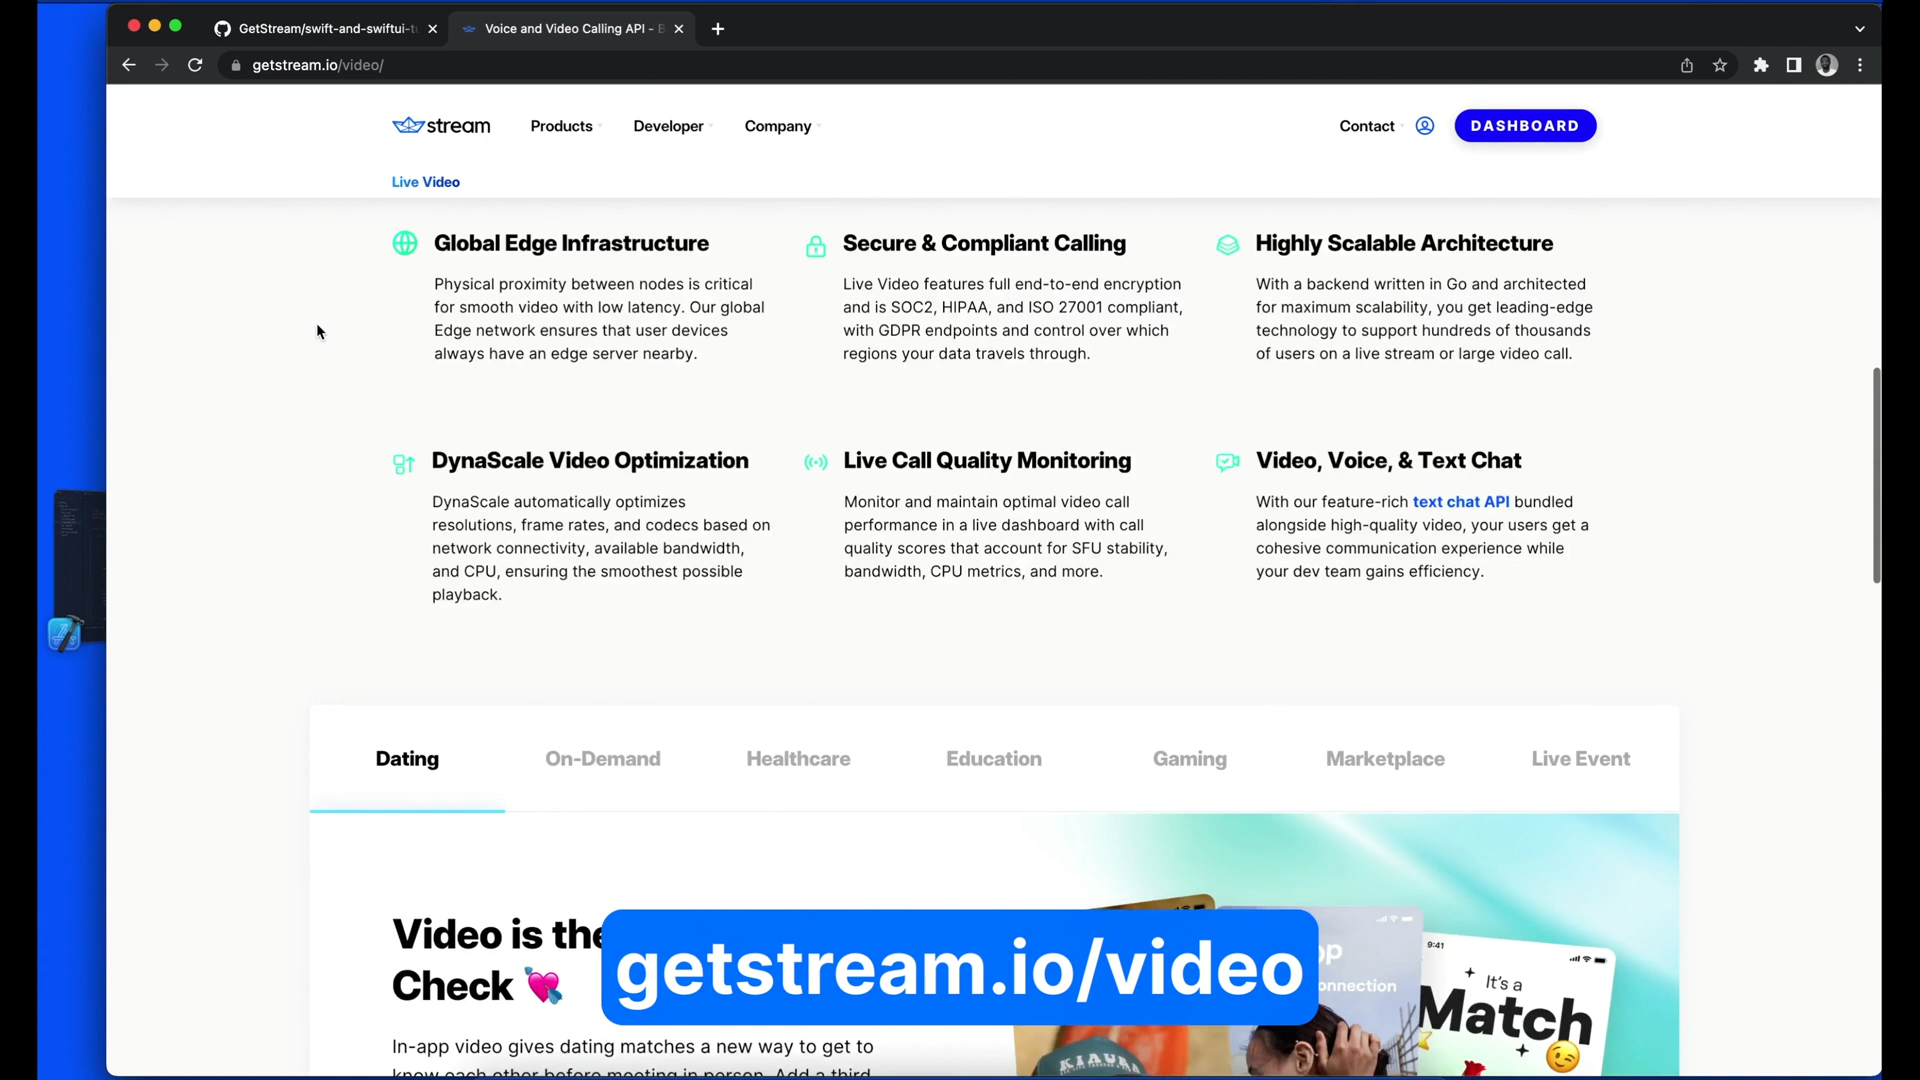 GetStream/swift-and-swiftui-tu
Voice and Video Calling API - B
getstream.io/video/
stream
Products
Developer
Company
Contact
DASHBOARD
Live Video
Global Edge Infrastructure
Physical proximity between nodes is critical
for smooth video with low latency. Our global
Edge network ensures that user devices
always have an edge server nearby.
Secure & Compliant Calling
Live Video features full end-to-end encryption
and is SOC2, HIPAA, and ISO 27001 compliant,
with GDPR endpoints and control over which
regions your data travels through.
Highly Scalable Architecture
With a backend written in Go and architected
for maximum scalability, you get leading-edge
technology to support hundreds of thousands
of users on a live stream or large video call.
DynaScale Video Optimization
DynaScale automatically optimizes
resolutions, frame rates, and codecs based on
network connectivity, available bandwidth,
and CPU, ensuring the smoothest possible
playback.
Live Call Quality Monitoring
Monitor and maintain optimal video call
performance in a live dashboard with call
quality scores that account for SFU stability,
bandwidth, CPU metrics, and more.
Video, Voice, & Text Chat
With our feature-rich text chat API bundled
alongside high-quality video, your users get a
cohesive communication experience while
your dev team gains efficiency.
Dating
On-Demand
Healthcare
Education
Gaming
Marketplace
Live Event
Video is the
Check 💘
In-app video gives dating matches a new way to get to
know each other before meeting in person. Add a third
getstream.io/video
onnection
9:41
It's a
Match